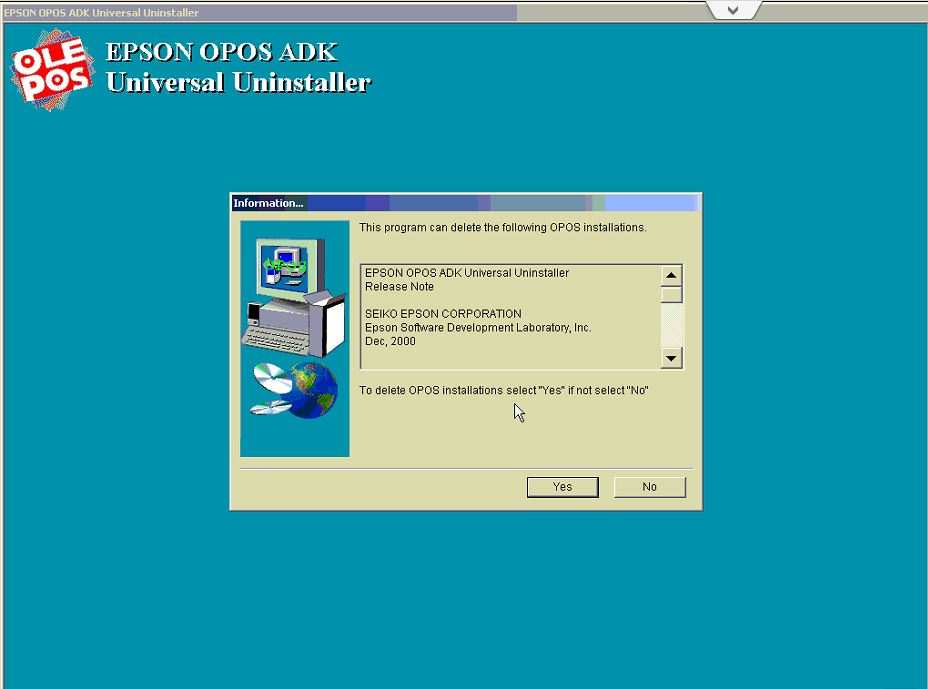 EPSON OPOS ADK Universal Uninstaller
OLE
POS
EPSON OPOS ADK
Universal Uninstaller
Information...
This program can delete the following OPOS installations.
EPSON OPOS ADK Universal Uninstaller
Release Note
SEIKO EPSON CORPORATION
Epson Software Development Laboratory, Inc.
Dec, 2000
To delete OPOS installations select "Yes" if not select "No"
Yes
No